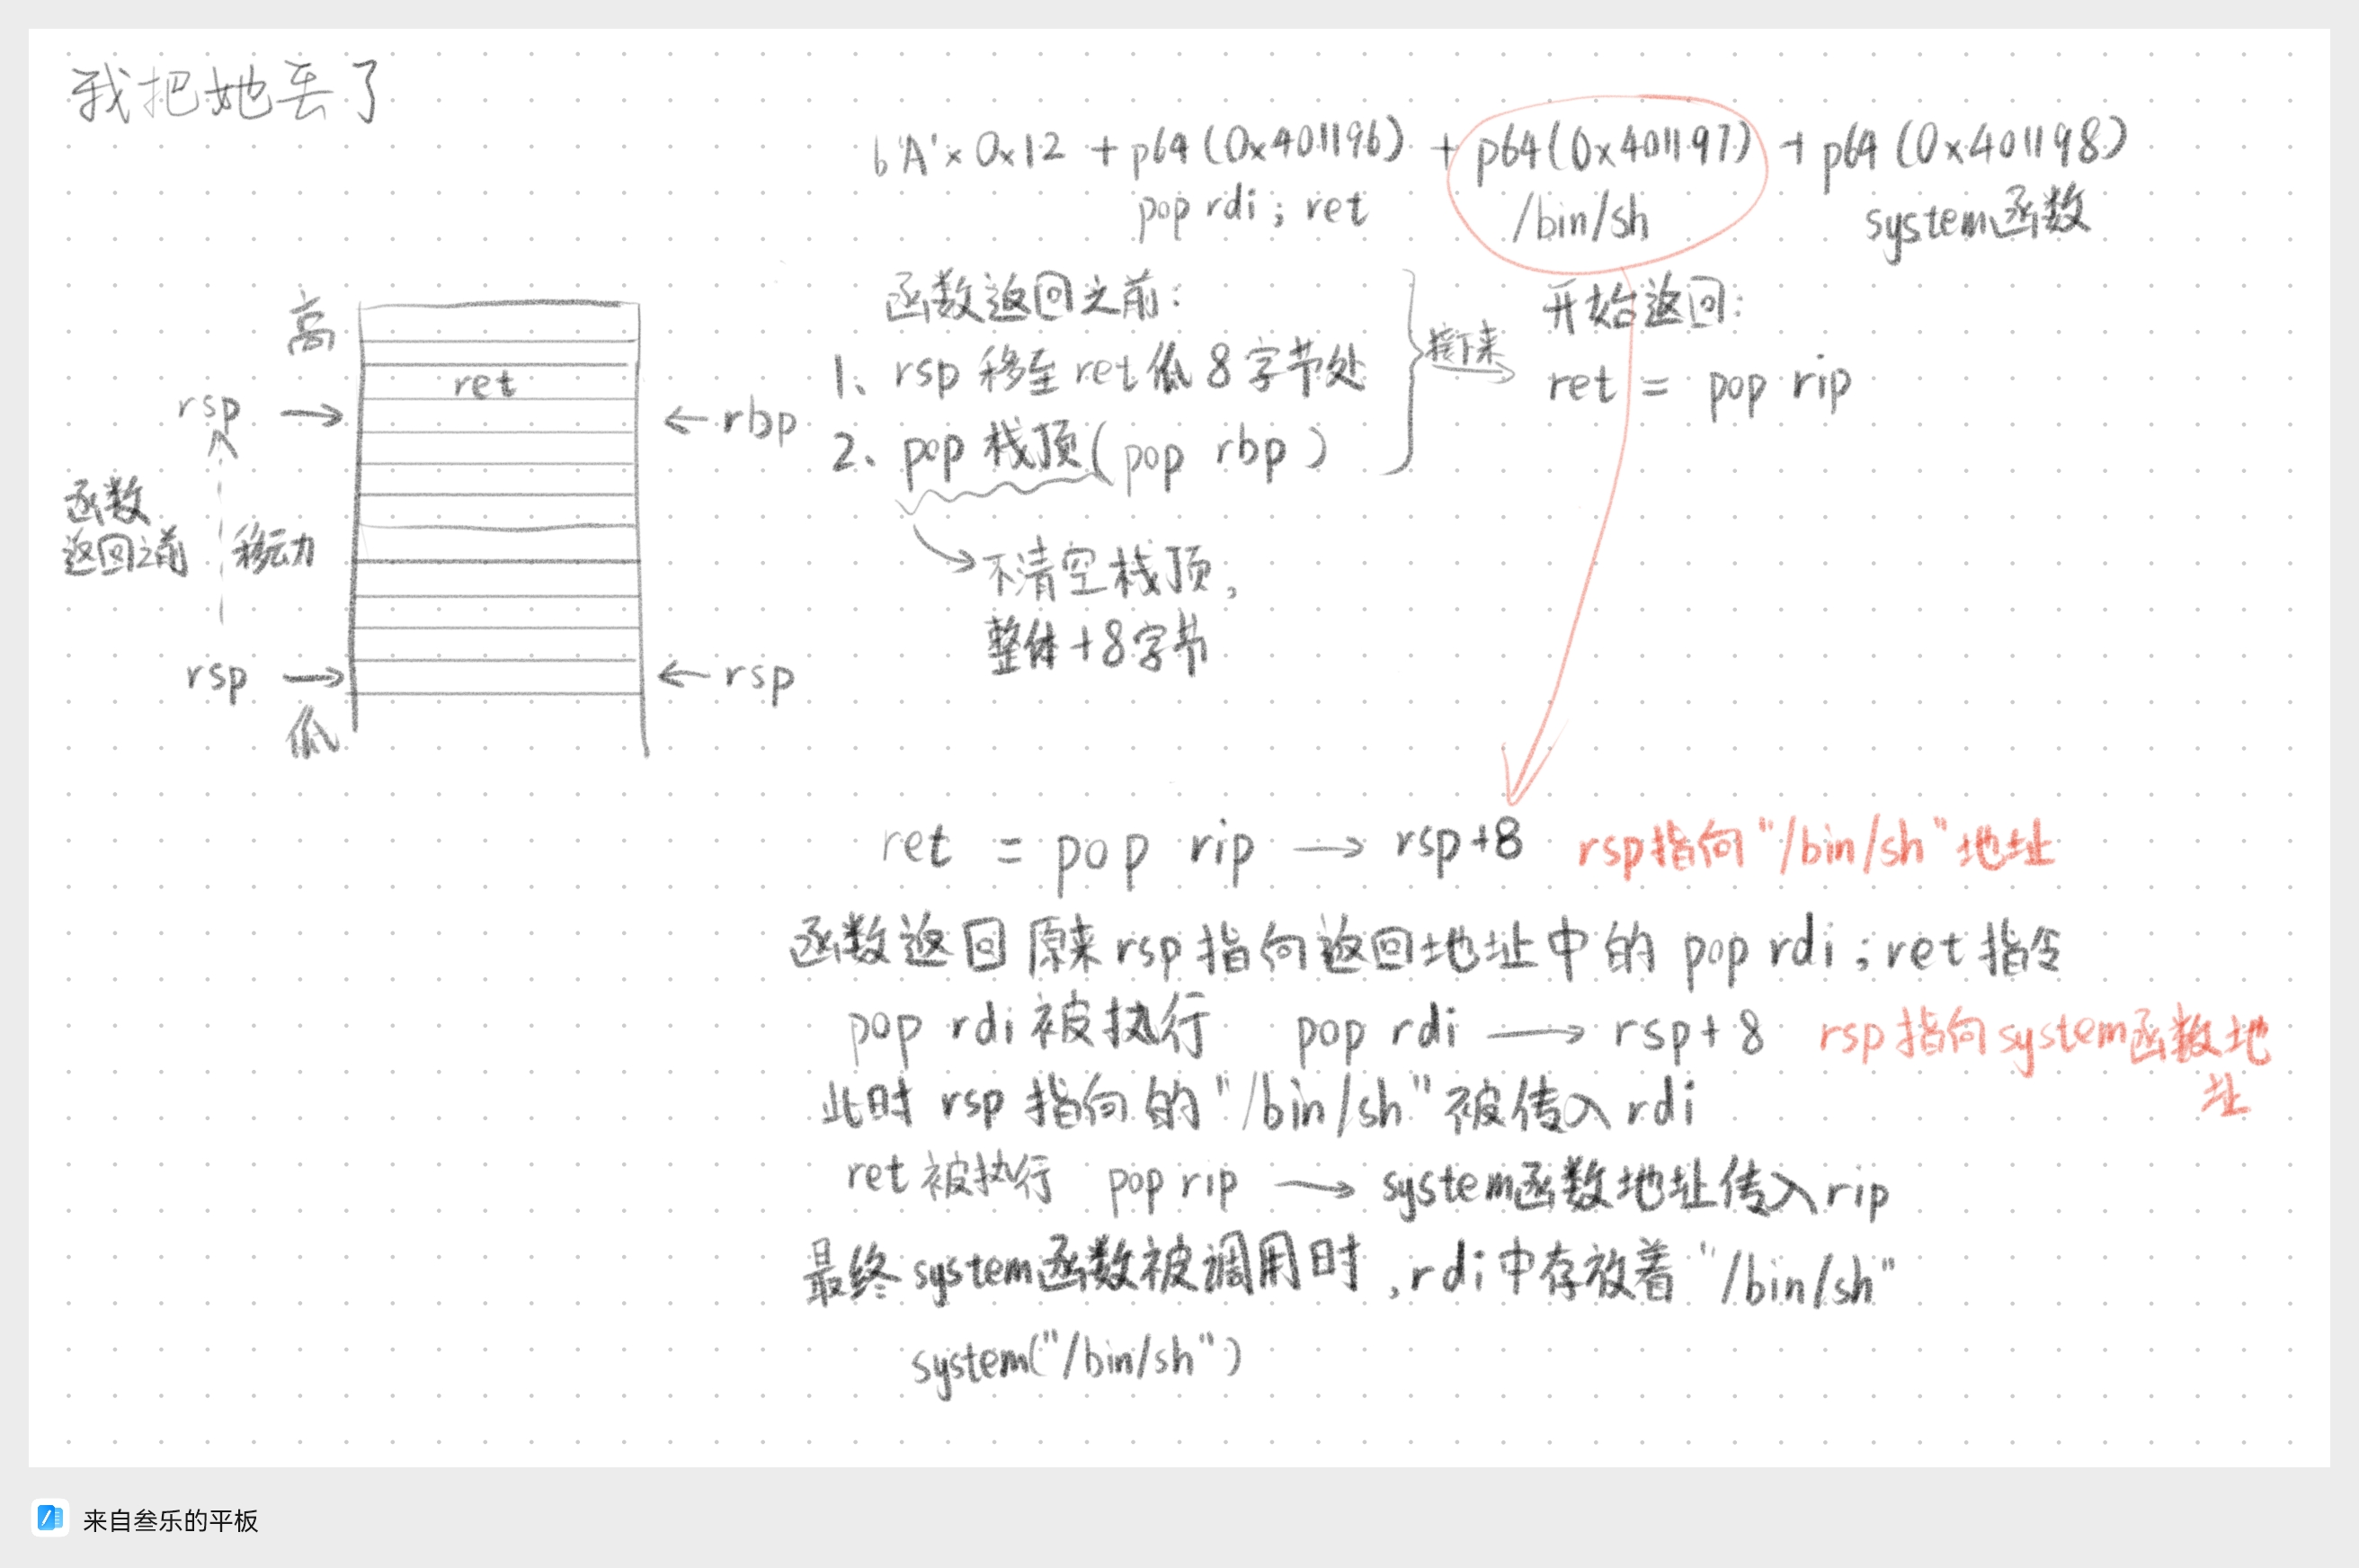 我把她丢了
b'A'×0x12 + p64(0x401196) + p64(0x401197) + p64(0x401198)
pop rdi ; ret /bin/sh system函数
函数返回之前：
1、rsp 移至 ret 低 8 字节处
2、pop 栈顶(pop rbp)
不清空栈顶，
整体+8字节
接下来
开始返回：
ret = pop rip
高
ret
rsp → ← rbp
函数
返回之前
移动
rsp → ← rsp
低
ret = pop rip → rsp+8 rsp指向"/bin/sh"地址
函数返回原来rsp指向返回地址中的 pop rdi ; ret 指令
pop rdi 被执行 pop rdi → rsp+8 rsp指向system函数地
址
此时 rsp 指向的"/bin/sh"被传入 rdi
ret 被执行 pop rip → system函数地址传入rip
最终system函数被调用时,rdi中存放着"/bin/sh"
system("/bin/sh")
来自叁乐的平板